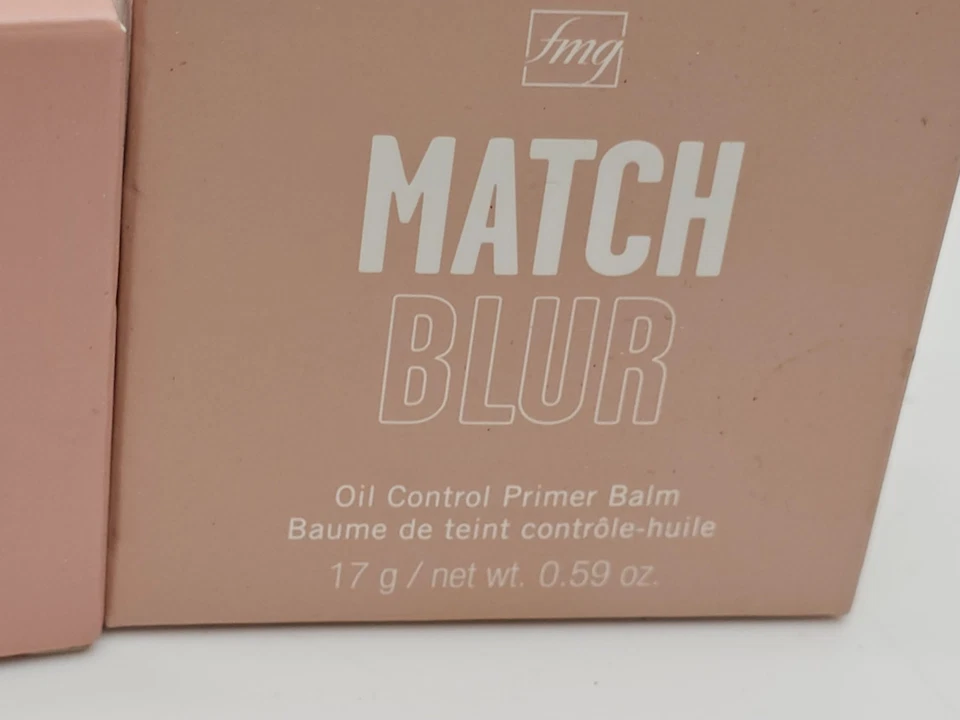 fmg
MATCH
BLUR
Oil Control Primer Balm
Baume de teint contrôle-huile
17 g / net wt. 0.59 oz.